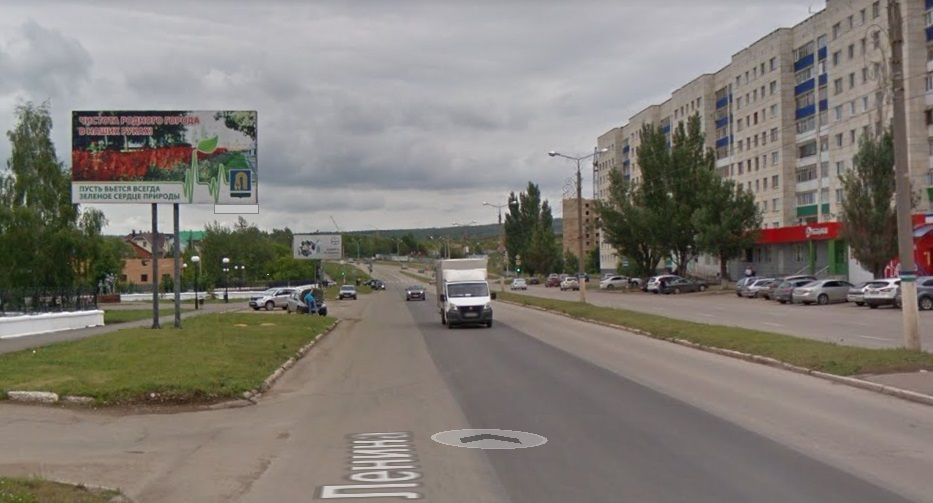 ЧИСТОТА РОДНОГО ГОРОДА
В НАШИХ РУКАХ!
ПУСТЬ БЬЕТСЯ ВСЕГДА
ЗЕЛЕНОЕ СЕРДЦЕ ПРИРОДЫ
Ленина